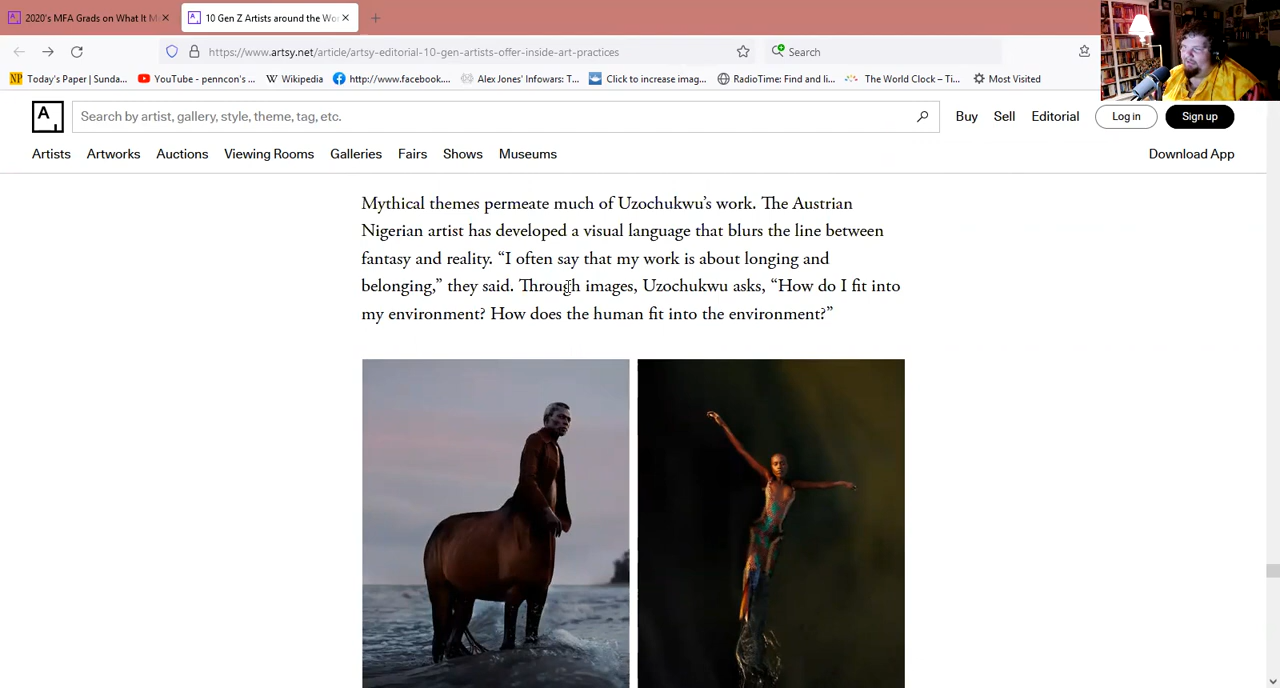 2020's MFA Grads on What It M
10 Gen Z Artists around the Wor
https://www.artsy.net/article/artsy-editorial-10-gen-artists-offer-inside-art-practices
Search
Today's Paper | Sunda...
YouTube - penncon's ...
Wikipedia
http://www.facebook....
Alex Jones' Infowars: T...
Click to increase imag...
RadioTime: Find and li...
The World Clock – Ti...
Most Visited
A
Search by artist, gallery, style, theme, tag, etc.
Buy
Sell
Editorial
Log in
Sign up
Artists
Artworks
Auctions
Viewing Rooms
Galleries
Fairs
Shows
Museums
Download App
Mythical themes permeate much of Uzochukwu’s work. The Austrian
Nigerian artist has developed a visual language that blurs the line between
fantasy and reality. “I often say that my work is about longing and
belonging,” they said. Through images, Uzochukwu asks, “How do I fit into
my environment? How does the human fit into the environment?”